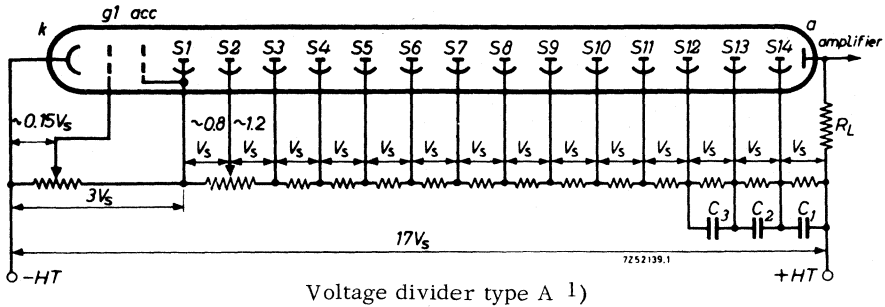 g1 acc
k
S1 S2 S3 S4 S5 S6 S7 S8 S9 S10 S11 S12 S13 S14
a
amplifier
~0.15Vs
~0.8 ~1.2
RL
Vs Vs Vs Vs Vs Vs Vs Vs Vs Vs Vs Vs Vs Vs
3Vs
C3 C2 C1
17Vs
7Z52139.1
-HT
+HT
Voltage divider type A 1)